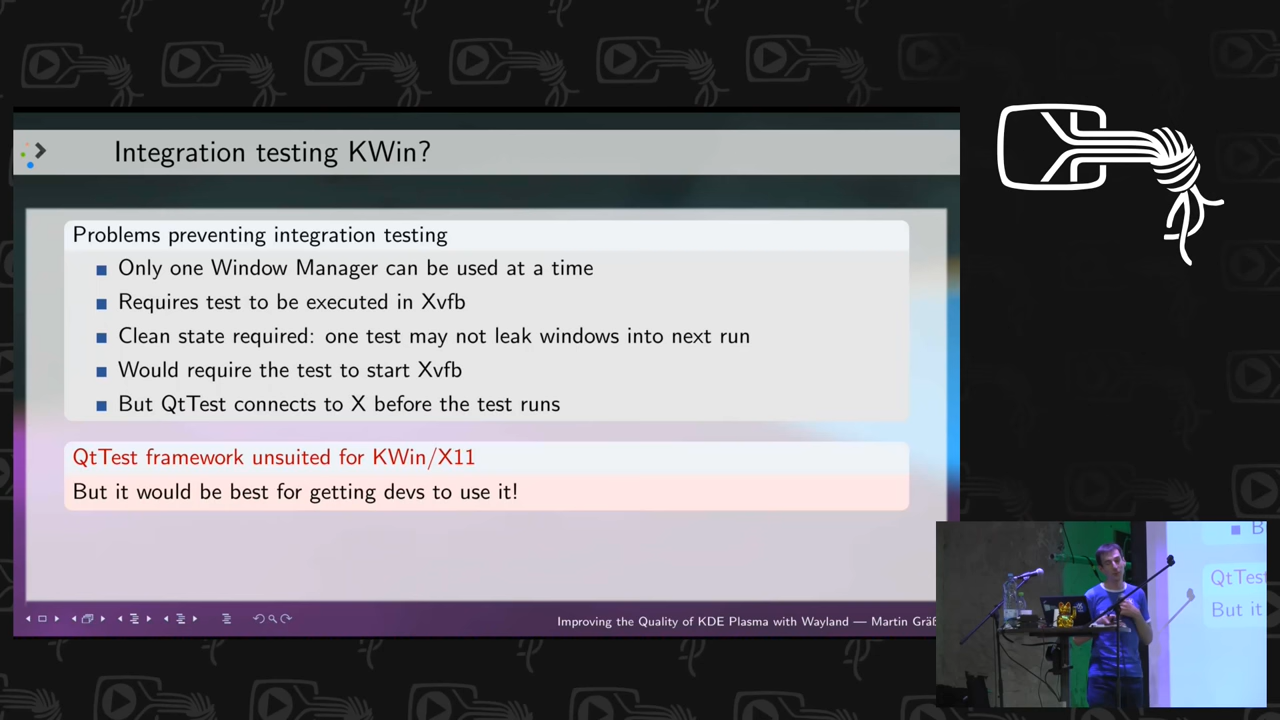 Integration testing KWin?
Problems preventing integration testing
Only one Window Manager can be used at a time
Requires test to be executed in Xvfb
Clean state required: one test may not leak windows into next run
Would require the test to start Xvfb
But QtTest connects to X before the test runs
QtTest framework unsuited for KWin/X11
But it would be best for getting devs to use it!
Improving the Quality of KDE Plasma with Wayland — Martin Gräß
B
QtTest
But it